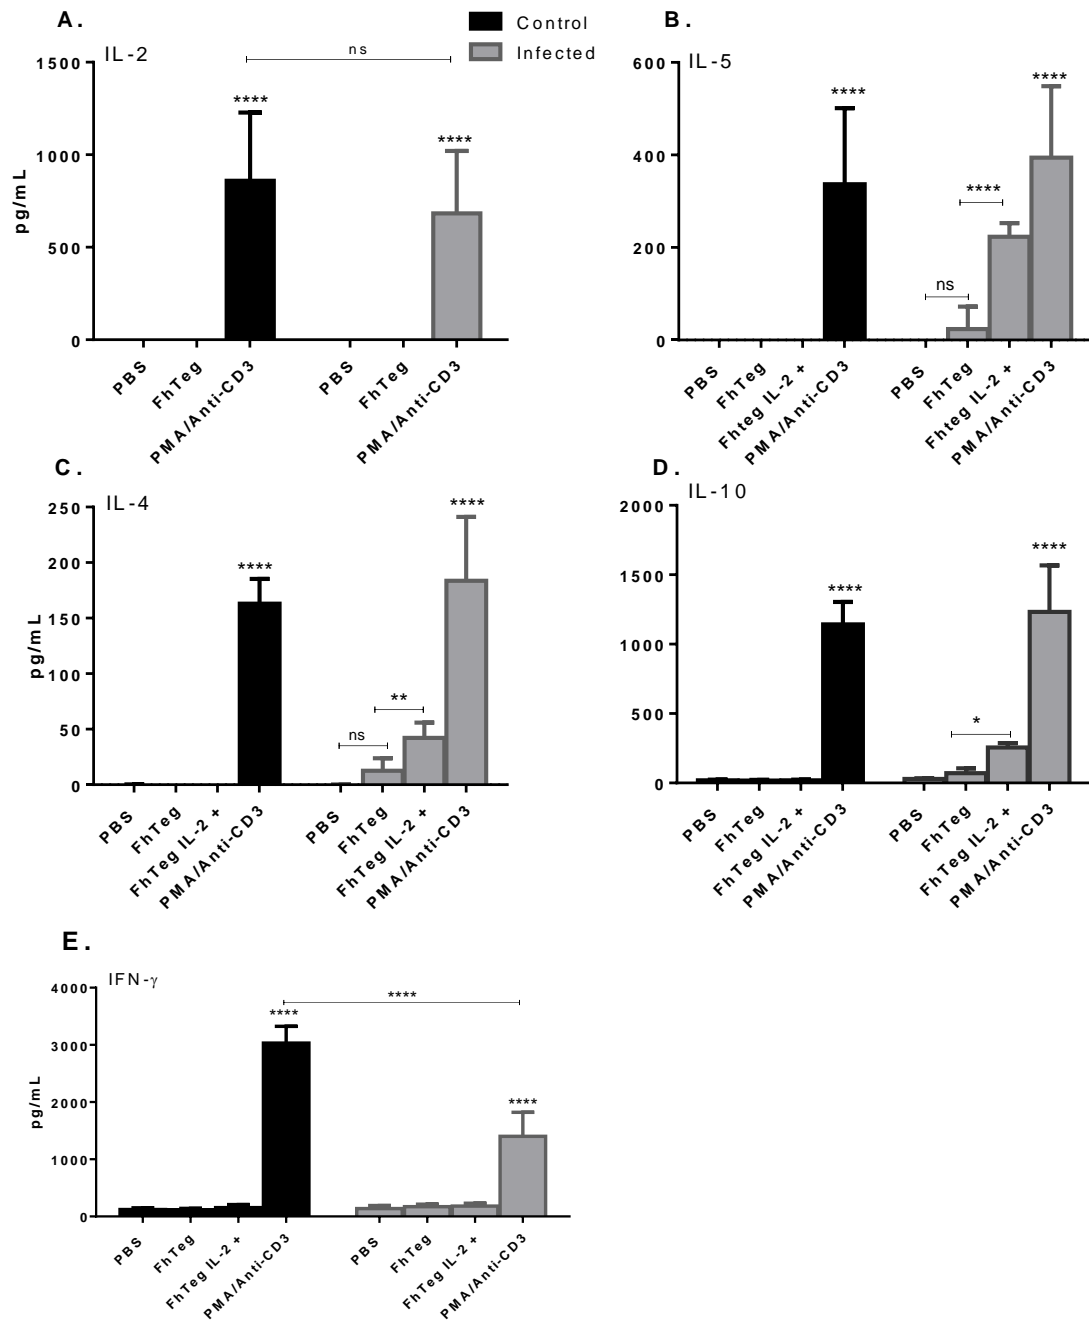 A.
Control
Infected
B.
IL-2
ns
IL-5
1500
1000
500
0
pg/mL
****
****
PBS
FhTeg
PMA/Anti-CD3
PBS
FhTeg
PMA/Anti-CD3
600
400
200
0
****
ns
****
****
PBS
FhTeg
Fhteg IL-2 +
PMA/Anti-CD3
PBS
FhTeg
Fhteg IL-2 +
PMA/Anti-CD3
C.
IL-4
250
200
150
100
50
0
pg/mL
****
ns
**
****
PBS
FhTeg
FhTeg IL-2 +
PMA/Anti-CD3
PBS
FhTeg
FhTeg IL-2 +
PMA/Anti-CD3
D.
IL-10
2000
1500
1000
500
0
****
*
****
PBS
FhTeg
FhTeg IL-2 +
PMA/Anti-CD3
PBS
FhTeg
FhTeg IL-2 +
PMA/Anti-CD3
E.
IFN-γ
4000
3000
2000
1000
0
pg/mL
****
****
****
PBS
FhTeg
FhTeg IL-2 +
PMA/Anti-CD3
PBS
FhTeg
FhTeg IL-2 +
PMA/Anti-CD3